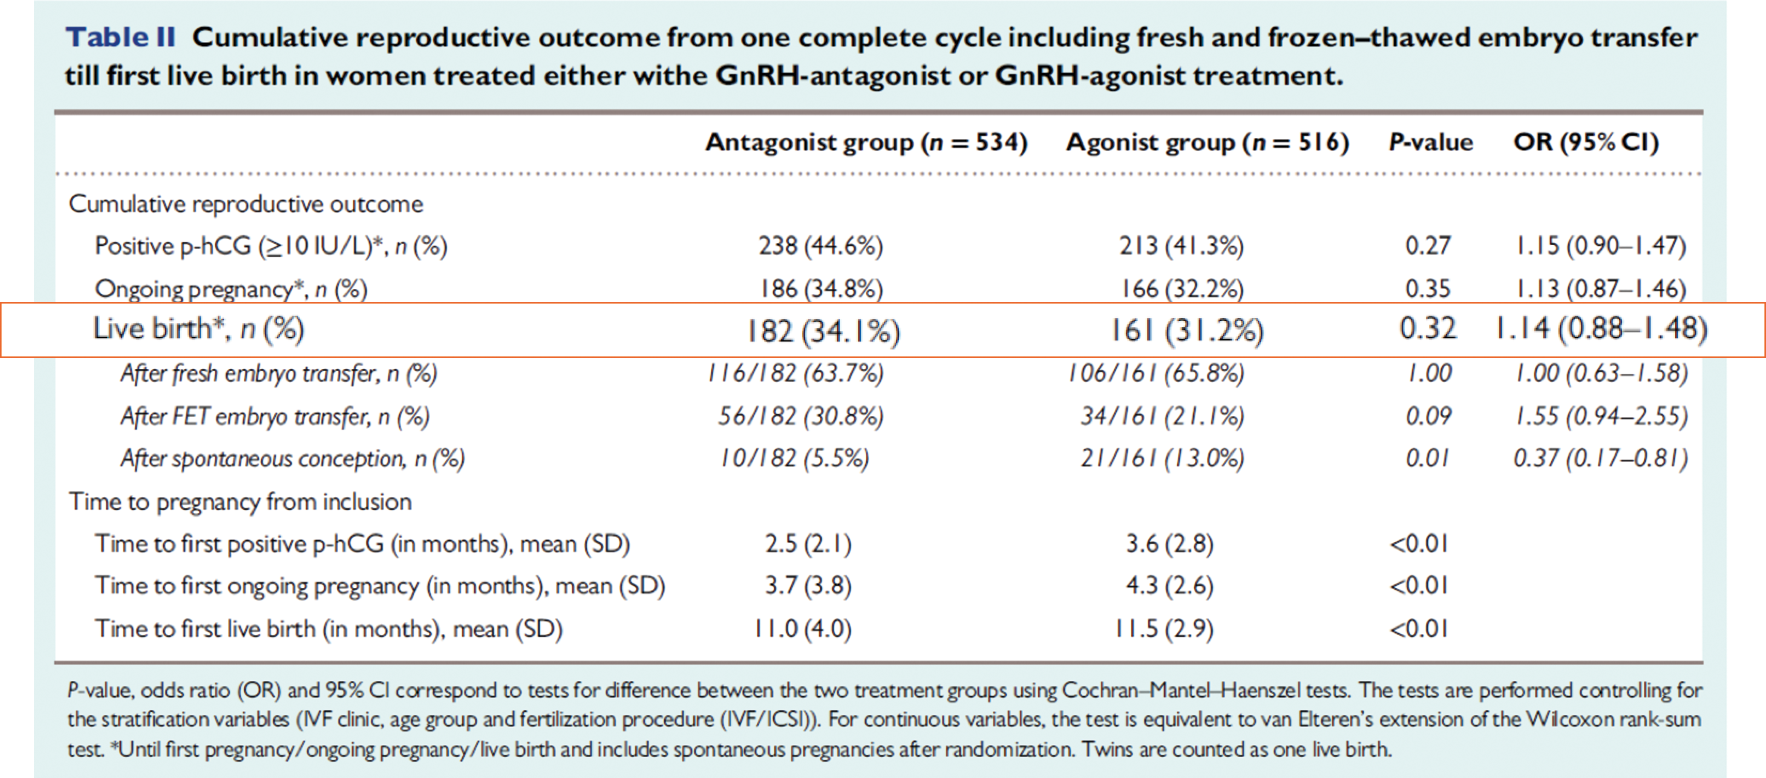 Table II Cumulative reproductive outcome from one complete cycle including fresh and frozen–thawed embryo transfer
till first live birth in women treated either withe GnRH-antagonist or GnRH-agonist treatment.
Antagonist group (n = 534) Agonist group (n = 516) P-value OR (95% CI)
Cumulative reproductive outcome
Positive p-hCG (≥10 IU/L)*, n (%) 238 (44.6%) 213 (41.3%) 0.27 1.15 (0.90–1.47)
Ongoing pregnancy*, n (%) 186 (34.8%) 166 (32.2%) 0.35 1.13 (0.87–1.46)
Live birth*, n (%) 182 (34.1%) 161 (31.2%) 0.32 1.14 (0.88–1.48)
After fresh embryo transfer, n (%) 116/182 (63.7%) 106/161 (65.8%) 1.00 1.00 (0.63–1.58)
After FET embryo transfer, n (%) 56/182 (30.8%) 34/161 (21.1%) 0.09 1.55 (0.94–2.55)
After spontaneous conception, n (%) 10/182 (5.5%) 21/161 (13.0%) 0.01 0.37 (0.17–0.81)
Time to pregnancy from inclusion
Time to first positive p-hCG (in months), mean (SD) 2.5 (2.1) 3.6 (2.8) <0.01
Time to first ongoing pregnancy (in months), mean (SD) 3.7 (3.8) 4.3 (2.6) <0.01
Time to first live birth (in months), mean (SD) 11.0 (4.0) 11.5 (2.9) <0.01
P-value, odds ratio (OR) and 95% CI correspond to tests for difference between the two treatment groups using Cochran–Mantel–Haenszel tests. The tests are performed controlling for
the stratification variables (IVF clinic, age group and fertilization procedure (IVF/ICSI)). For continuous variables, the test is equivalent to van Elteren's extension of the Wilcoxon rank-sum
test. *Until first pregnancy/ongoing pregnancy/live birth and includes spontaneous pregnancies after randomization. Twins are counted as one live birth.